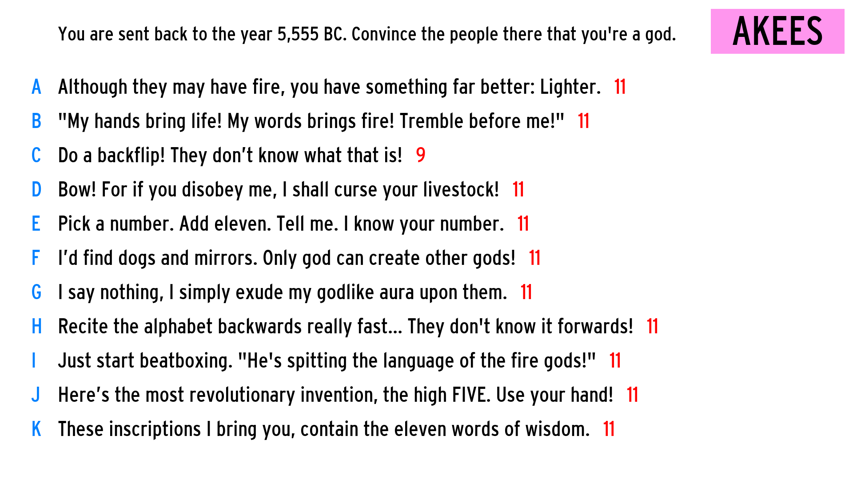 You are sent back to the year 5,555 BC. Convince the people there that you're a god.
AKEES
A Although they may have fire, you have something far better: Lighter. 11
B "My hands bring life! My words brings fire! Tremble before me!" 11
C Do a backflip! They don't know what that is! 9
D Bow! For if you disobey me, I shall curse your livestock! 11
E Pick a number. Add eleven. Tell me. I know your number. 11
F I'd find dogs and mirrors. Only god can create other gods! 11
G I say nothing, I simply exude my godlike aura upon them. 11
H Recite the alphabet backwards really fast... They don't know it forwards! 11
I Just start beatboxing. "He's spitting the language of the fire gods!" 11
J Here's the most revolutionary invention, the high FIVE. Use your hand! 11
K These inscriptions I bring you, contain the eleven words of wisdom. 11